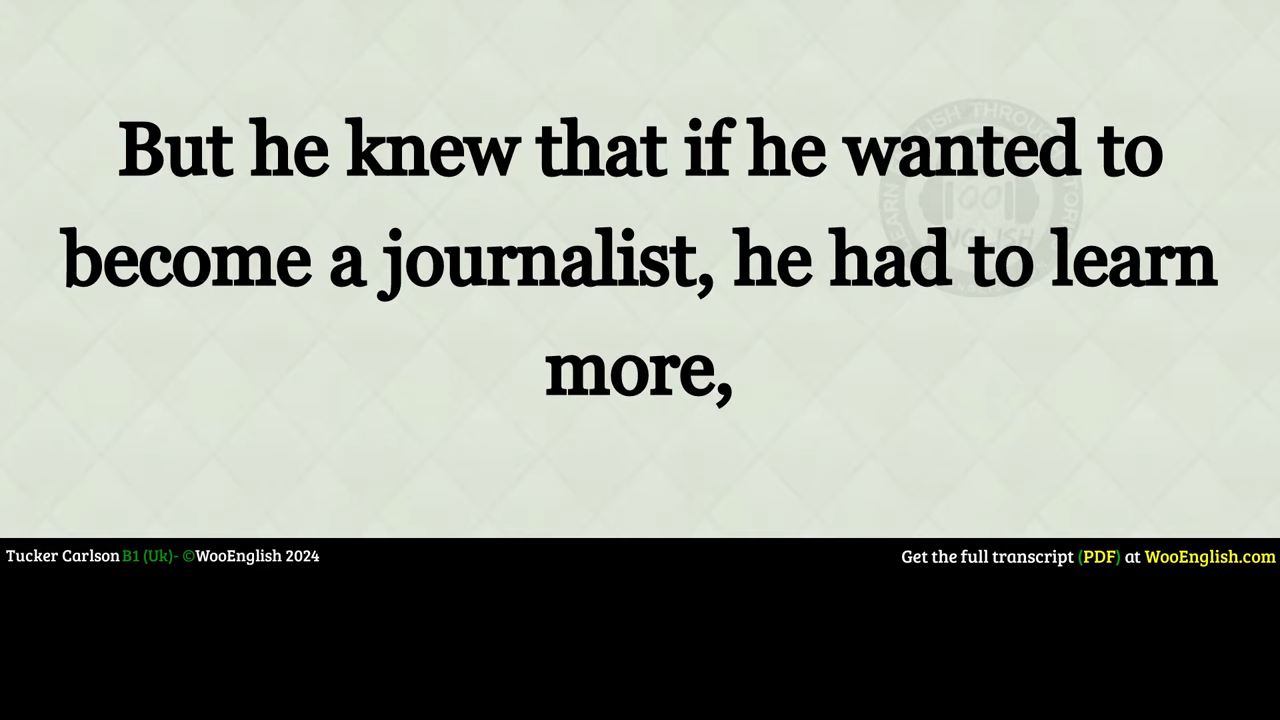 But he knew that if he wanted to
become a journalist, he had to learn
more,
Tucker Carlson B1 (Uk)- ©WooEnglish 2024
Get the full transcript (PDF) at WooEnglish.com